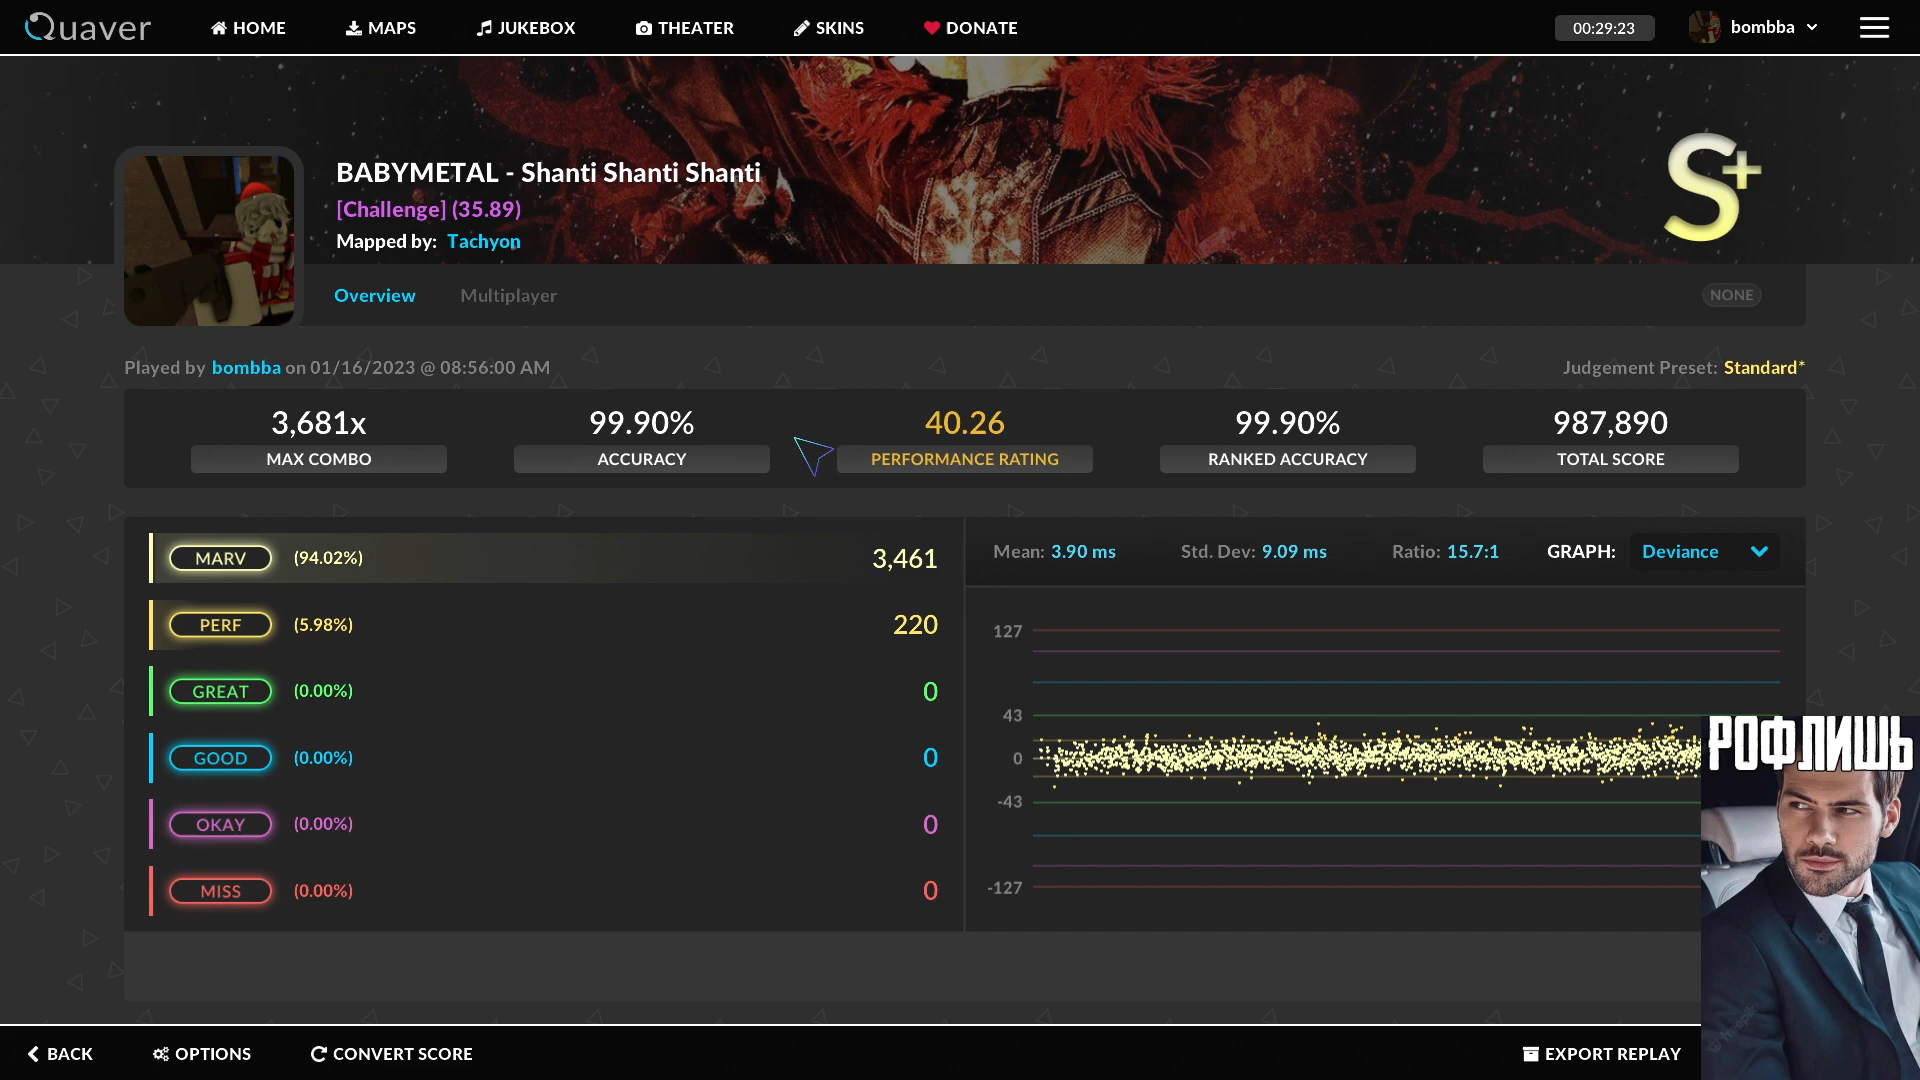 Quaver
HOME
MAPS
JUKEBOX
THEATER
SKINS
DONATE
00:29:23
bombba
BABYMETAL - Shanti Shanti Shanti
[Challenge] (35.89)
Mapped by: Tachyon
S+
Overview
Multiplayer
NONE
Played by bombba on 01/16/2023 @ 08:56:00 AM
Judgement Preset: Standard*
3,681x
MAX COMBO
99.90%
ACCURACY
40.26
PERFORMANCE RATING
99.90%
RANKED ACCURACY
987,890
TOTAL SCORE
MARV (94.02%) 3,461
PERF (5.98%) 220
GREAT (0.00%) 0
GOOD (0.00%) 0
OKAY (0.00%) 0
MISS (0.00%) 0
Mean: 3.90 ms
Std. Dev: 9.09 ms
Ratio: 15.7:1
GRAPH: Deviance
127
43
0
-43
-127
РОФЛИШЬ
BACK
OPTIONS
CONVERT SCORE
EXPORT REPLAY